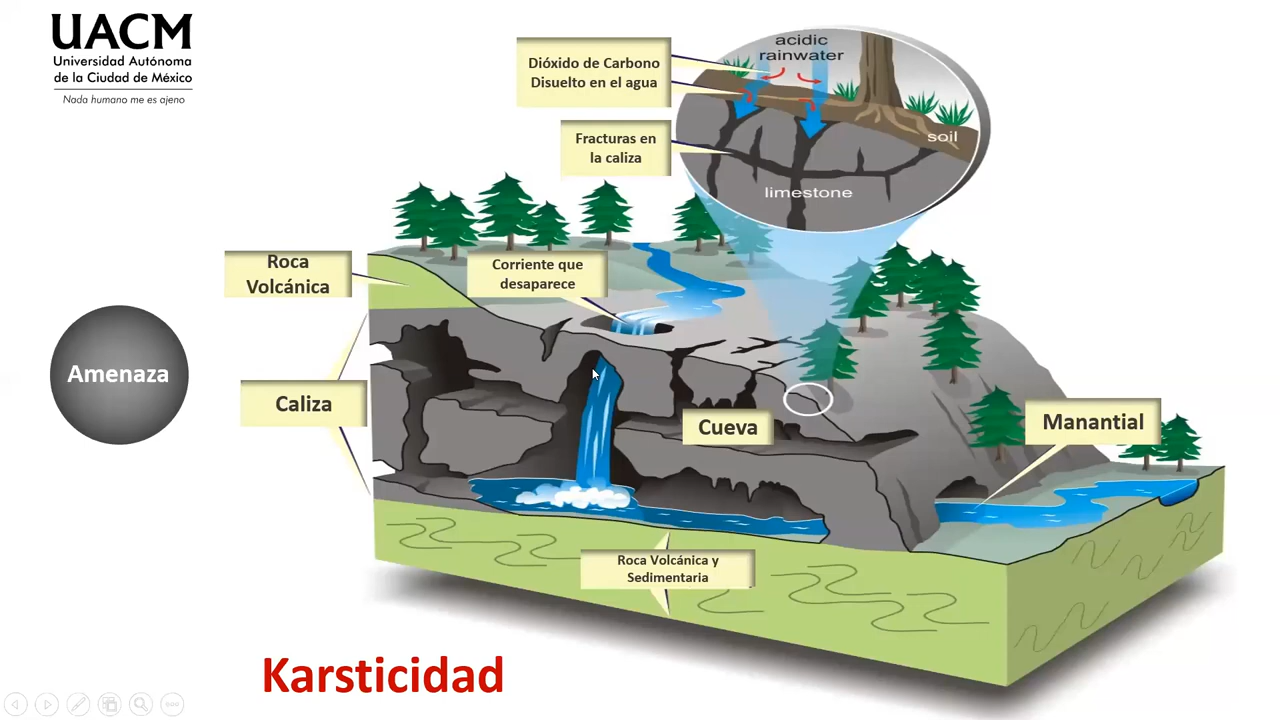 UACM
Universidad Autónoma
de la Ciudad de México
Nada humano me es ajeno
acidic
rainwater
Dióxido de Carbono
Disuelto en el agua
Fracturas en
la caliza
soil
limestone
Roca
Volcánica
Corriente que
desaparece
Amenaza
Caliza
Cueva
Manantial
Roca Volcánica y
Sedimentaria
Karsticidad